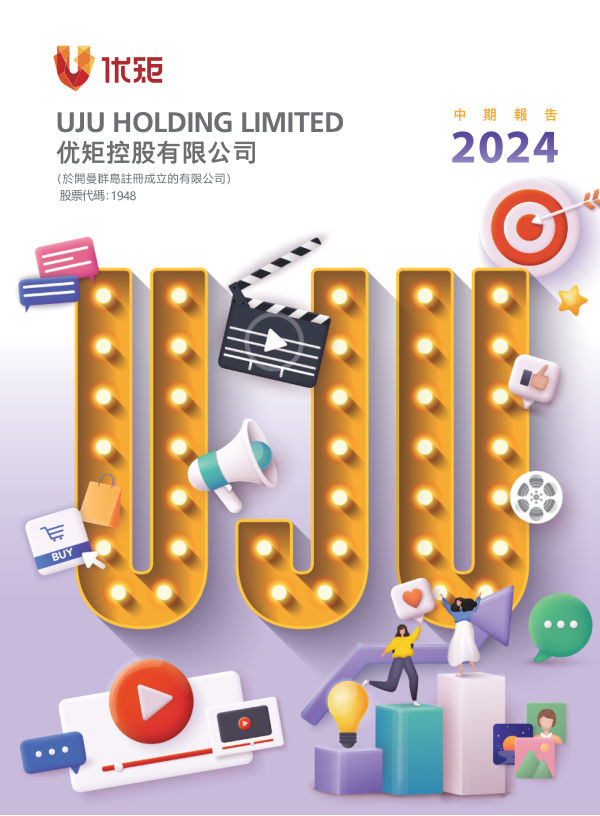 优矩
UJU HOLDING LIMITED
优矩控股有限公司
(於開曼群島註冊成立的有限公司)
股票代碼：1948
中期報告
2024
UJU
BUY